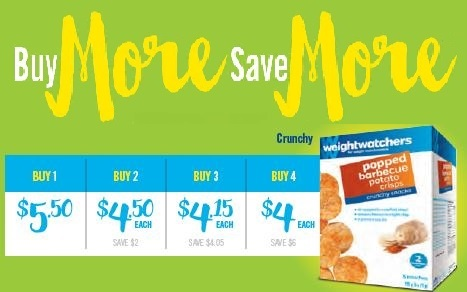 Buy More Save More
Crunchy
BUY 1 BUY 2 BUY 3 BUY 4
$5.50 $4.50 EACH $4.15 EACH $4 EACH
SAVE $2 SAVE $4.05 SAVE $6
weightwatchers
popped
barbecue
potato
crisps
crunchy snacks
2